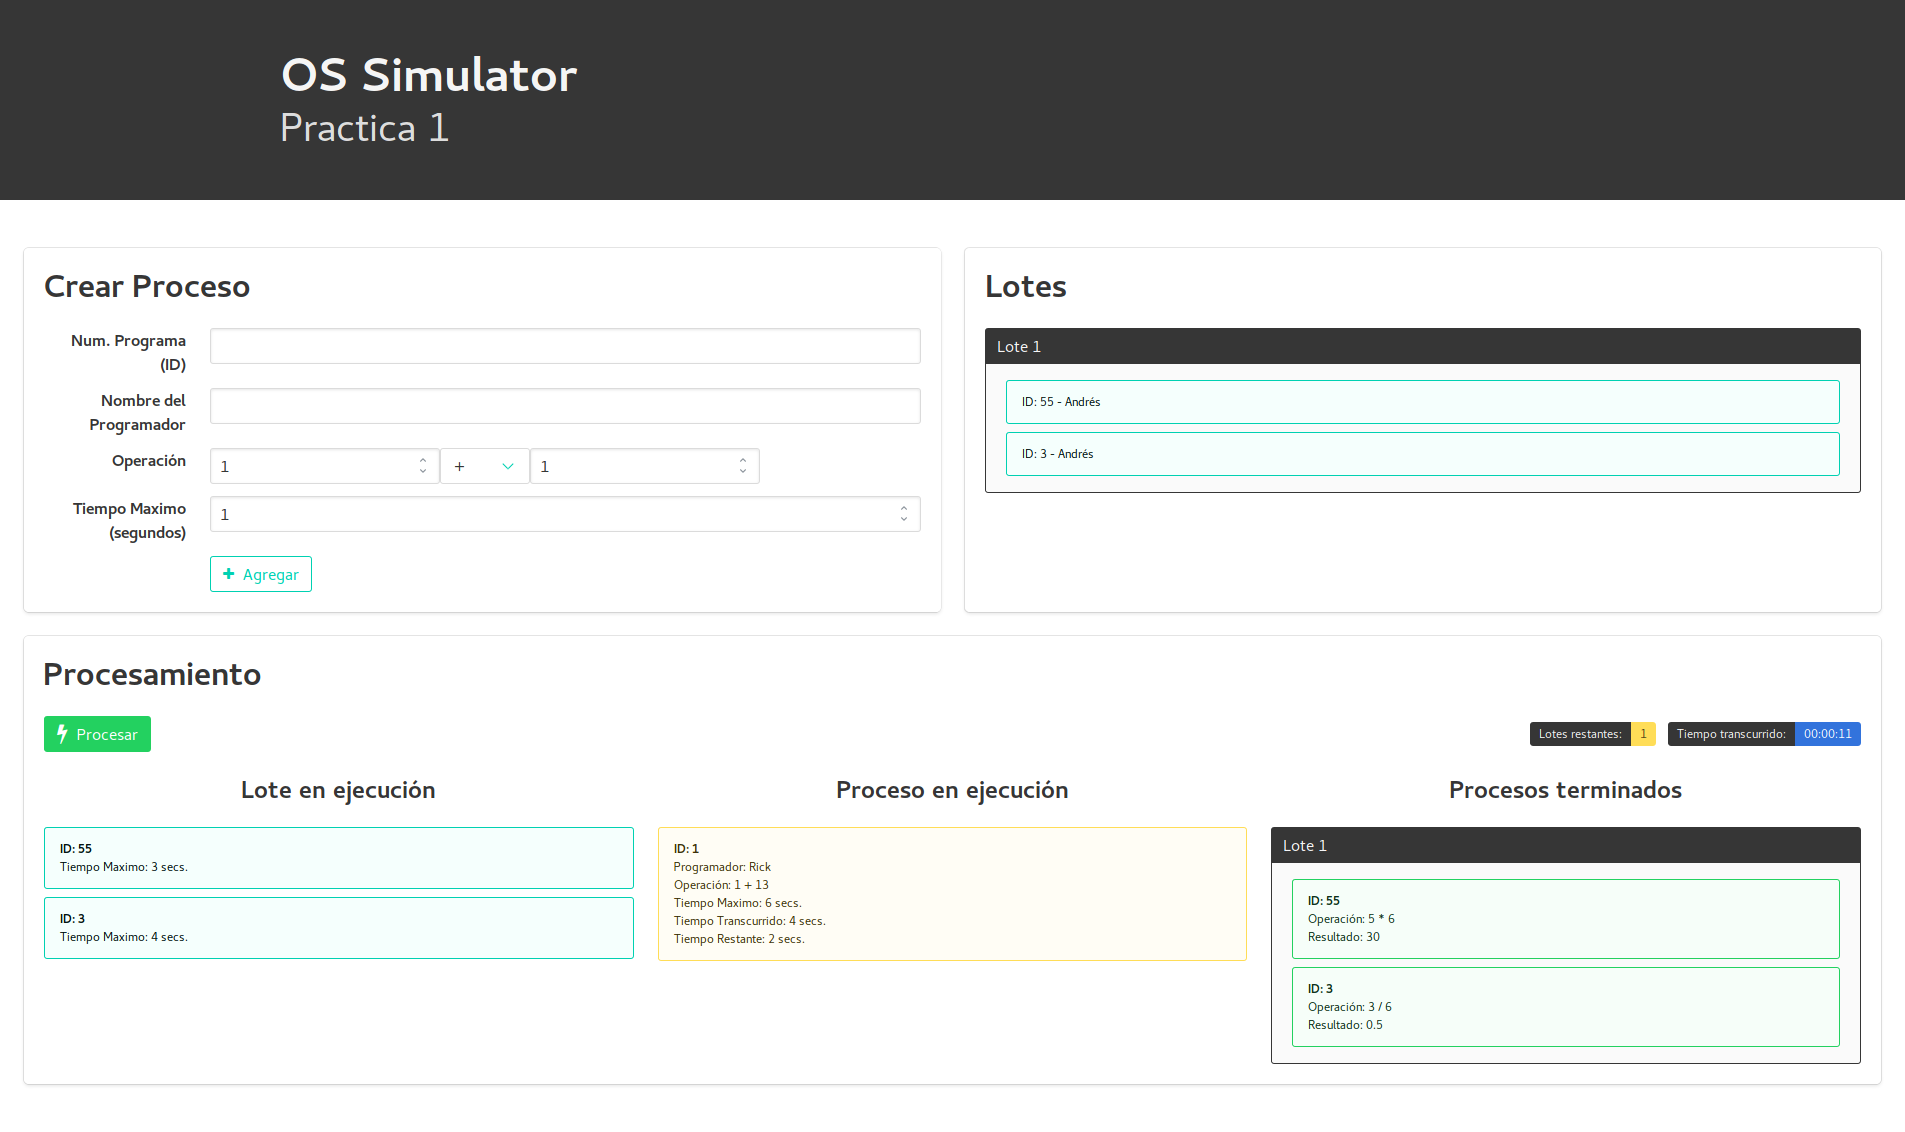 OS Simulator
Practica 1
Crear Proceso
Num. Programa
(ID)
Nombre del
Programador
Operación
1
+
1
Tiempo Maximo
(segundos)
1
Agregar
Lotes
Lote 1
ID: 55 - Andrés
ID: 3 - Andrés
Procesamiento
Procesar
Lotes restantes: 1
Tiempo transcurrido: 00:00:11
Lote en ejecución
ID: 55
Tiempo Maximo: 3 secs.
ID: 3
Tiempo Maximo: 4 secs.
Proceso en ejecución
ID: 1
Programador: Rick
Operación: 1 + 13
Tiempo Maximo: 6 secs.
Tiempo Transcurrido: 4 secs.
Tiempo Restante: 2 secs.
Procesos terminados
Lote 1
ID: 55
Operación: 5 * 6
Resultado: 30
ID: 3
Operación: 3 / 6
Resultado: 0.5